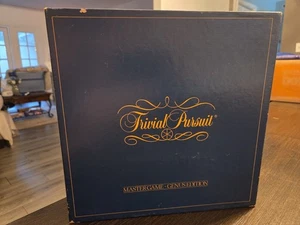 Trivial Pursuit
MASTER GAME - GENUS EDITION